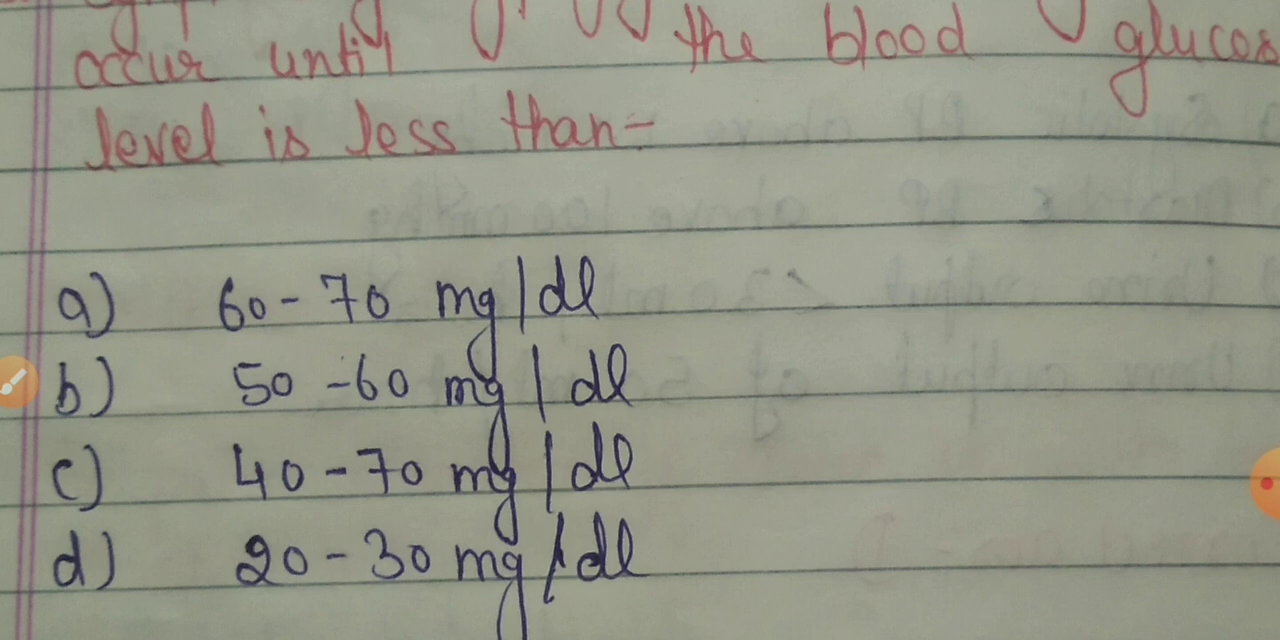 occur until the blood glucos
level is less than-
a) 60-70 mg/dl
b) 50-60 mg/dl
c) 40-70 mg/dl
d) 20-30 mg/dl